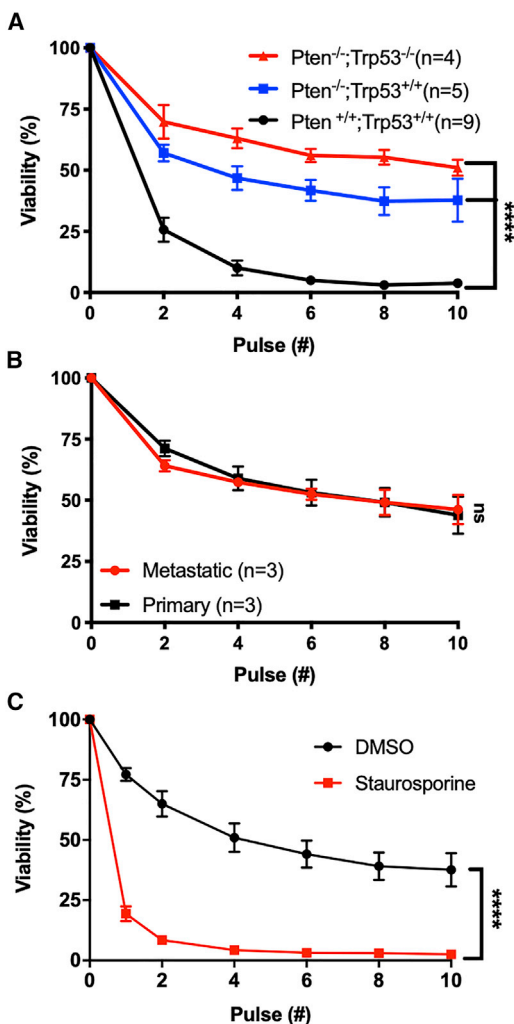 A
100
75
50
25
0
Viability (%)
Pten-/-;Trp53-/-(n=4)
Pten-/-;Trp53+/+(n=5)
Pten +/+;Trp53+/+(n=9)
****
0 2 4 6 8 10
Pulse (#)
B
100
75
50
25
0
Viability (%)
ns
Metastatic (n=3)
Primary (n=3)
0 2 4 6 8 10
Pulse (#)
C
100
75
50
25
0
Viability (%)
DMSO
Staurosporine
****
0 2 4 6 8 10
Pulse (#)